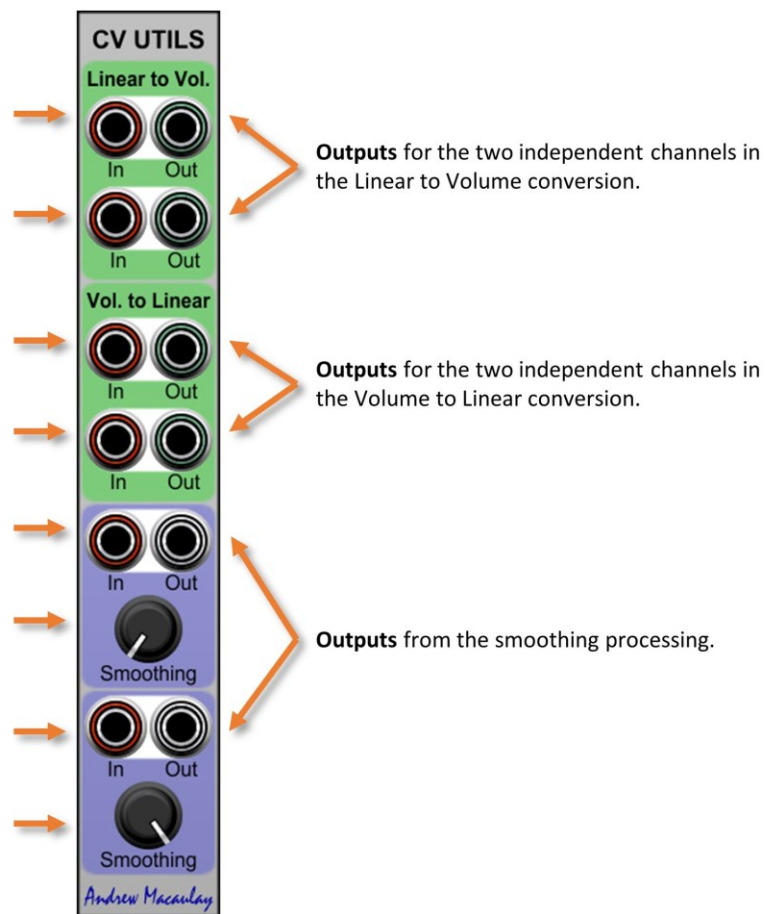 CV UTILS
Linear to Vol.
In Out
In Out
Outputs for the two independent channels in
the Linear to Volume conversion.
Vol. to Linear
In Out
In Out
Outputs for the two independent channels in
the Volume to Linear conversion.
In Out
Smoothing
Outputs from the smoothing processing.
In Out
Smoothing
Andrew Macaulay